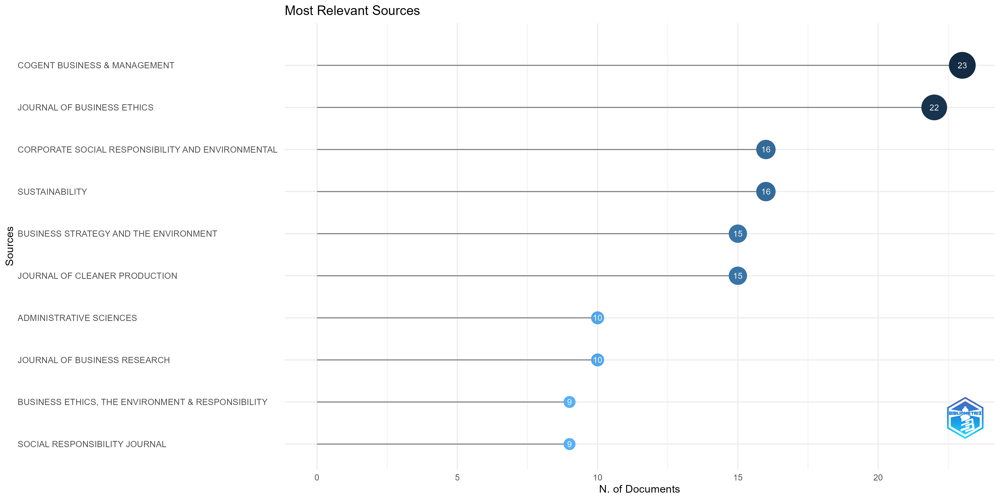 Most Relevant Sources
COGENT BUSINESS & MANAGEMENT
23
JOURNAL OF BUSINESS ETHICS
22
CORPORATE SOCIAL RESPONSIBILITY AND ENVIRONMENTAL
16
SUSTAINABILITY
16
Sources
BUSINESS STRATEGY AND THE ENVIRONMENT
15
JOURNAL OF CLEANER PRODUCTION
15
ADMINISTRATIVE SCIENCES
10
JOURNAL OF BUSINESS RESEARCH
10
BUSINESS ETHICS, THE ENVIRONMENT & RESPONSIBILITY
9
BIBLIOMETRIX
SOCIAL RESPONSIBILITY JOURNAL
9
0 5 10 15 20
N. of Documents